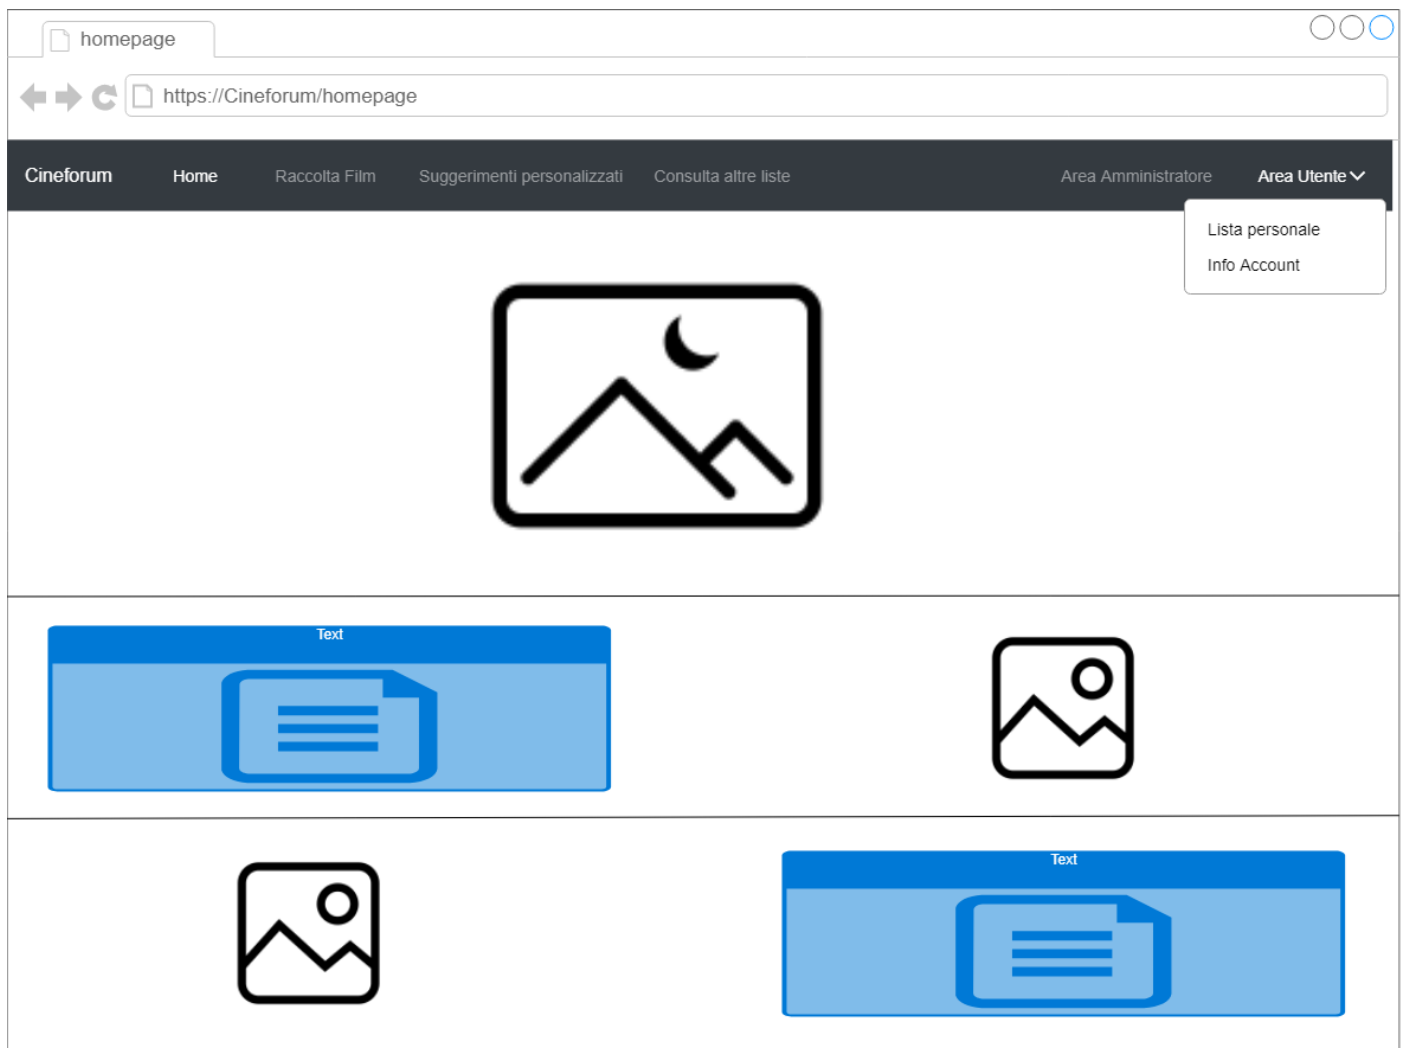 homepage
https://Cineforum/homepage
Cineforum Home Raccolta Film Suggerimenti personalizzati Consulta altre liste Area Amministratore Area Utente
Lista personale
Info Account
Text
Text